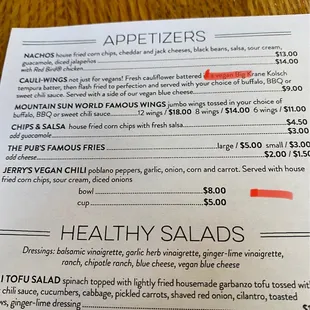 APPETIZERS
NACHOS house fried corn chips, cheddar and jack cheeses, black beans, salsa, sour cream,
guacamole, diced jalapeños $13.00
with Red Bird® chicken $14.00
CAULI-WINGS not just for vegans! Fresh cauliflower battered a vegan Big Krane Kolsch
tempura batter, then flash fried to perfection and served with your choice of buffalo, BBQ or
sweet chili sauce. Served with a side of our vegan blue cheese $9.00
MOUNTAIN SUN WORLD FAMOUS WINGS jumbo wings tossed in your choice of
buffalo, BBQ or sweet chili sauce 12 wings / $18.00 8 wings / $14.00 6 wings / $11.00
CHIPS & SALSA house fried corn chips with fresh salsa $4.50
add guacamole $3.00
THE PUB'S FAMOUS FRIES large / $5.00 small / $3.00
add cheese $2.00 / $1.50
JERRY'S VEGAN CHILI poblano peppers, garlic, onion, corn and carrot. Served with house
fried corn chips, sour cream, diced onions
bowl $8.00
cup $5.00
HEALTHY SALADS
Dressings: balsamic vinaigrette, garlic herb vinaigrette, ginger-lime vinaigrette,
ranch, chipotle ranch, blue cheese, vegan blue cheese
I TOFU SALAD spinach topped with lightly fried housemade garbanzo tofu tossed with
chili sauce, cucumbers, cabbage, pickled carrots, shaved red onion, cilantro, toasted
ws, ginger-lime dressing